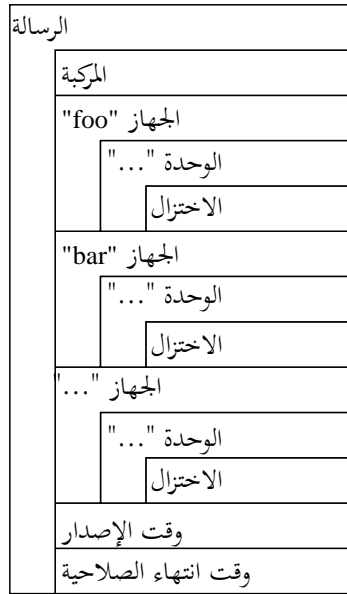 الرسالة
المركبة
الجهاز "foo"
الوحدة "..."
الاختزال
الجهاز "bar"
الوحدة "..."
الاختزال
الجهاز "..."
الوحدة "..."
الاختزال
وقت الإصدار
وقت انتهاء الصلاحية